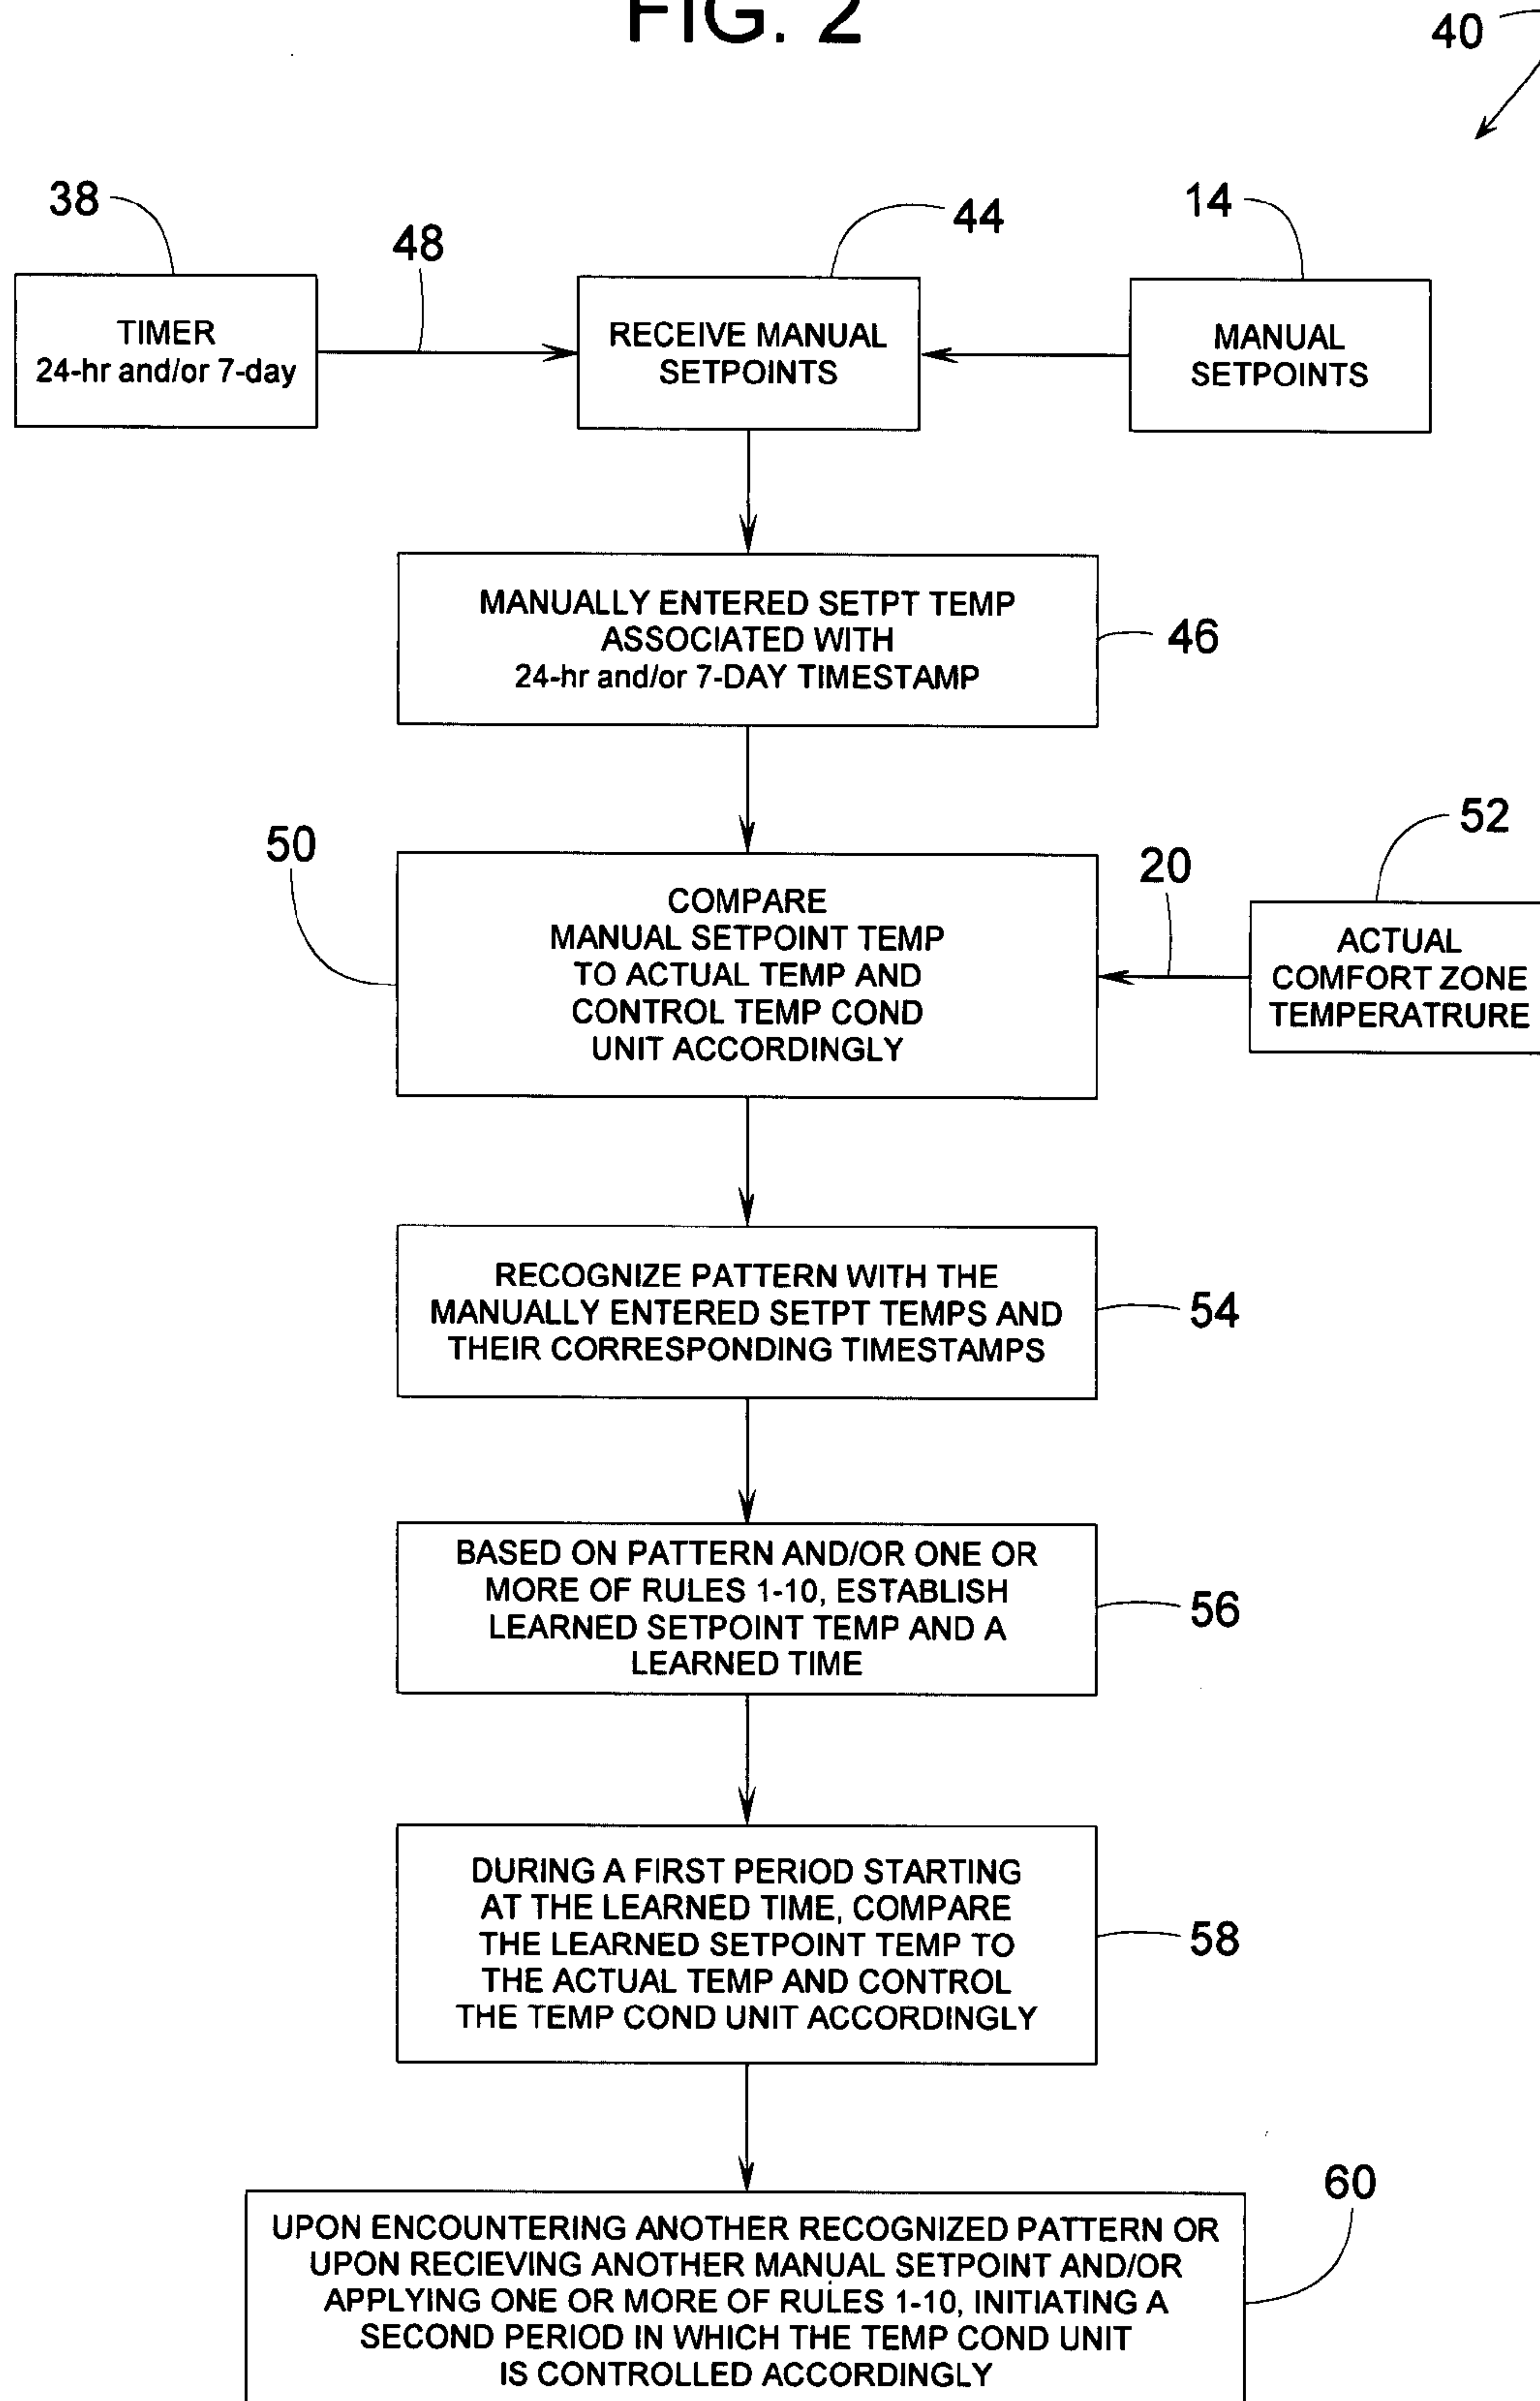 FIG. 2
40
38
48
44
14
TIMER
24-hr and/or 7-day
RECEIVE MANUAL
SETPOINTS
MANUAL
SETPOINTS
MANUALLY ENTERED SETPT TEMP
ASSOCIATED WITH
24-hr and/or 7-DAY TIMESTAMP
46
50
COMPARE
MANUAL SETPOINT TEMP
TO ACTUAL TEMP AND
CONTROL TEMP COND
UNIT ACCORDINGLY
20
52
ACTUAL
COMFORT ZONE
TEMPERATRURE
RECOGNIZE PATTERN WITH THE
MANUALLY ENTERED SETPT TEMPS AND
THEIR CORRESPONDING TIMESTAMPS
54
BASED ON PATTERN AND/OR ONE OR
MORE OF RULES 1-10, ESTABLISH
LEARNED SETPOINT TEMP AND A
LEARNED TIME
56
DURING A FIRST PERIOD STARTING
AT THE LEARNED TIME, COMPARE
THE LEARNED SETPOINT TEMP TO
THE ACTUAL TEMP AND CONTROL
THE TEMP COND UNIT ACCORDINGLY
58
60
UPON ENCOUNTERING ANOTHER RECOGNIZED PATTERN OR
UPON RECIEVING ANOTHER MANUAL SETPOINT AND/OR
APPLYING ONE OR MORE OF RULES 1-10, INITIATING A
SECOND PERIOD IN WHICH THE TEMP COND UNIT
IS CONTROLLED ACCORDINGLY